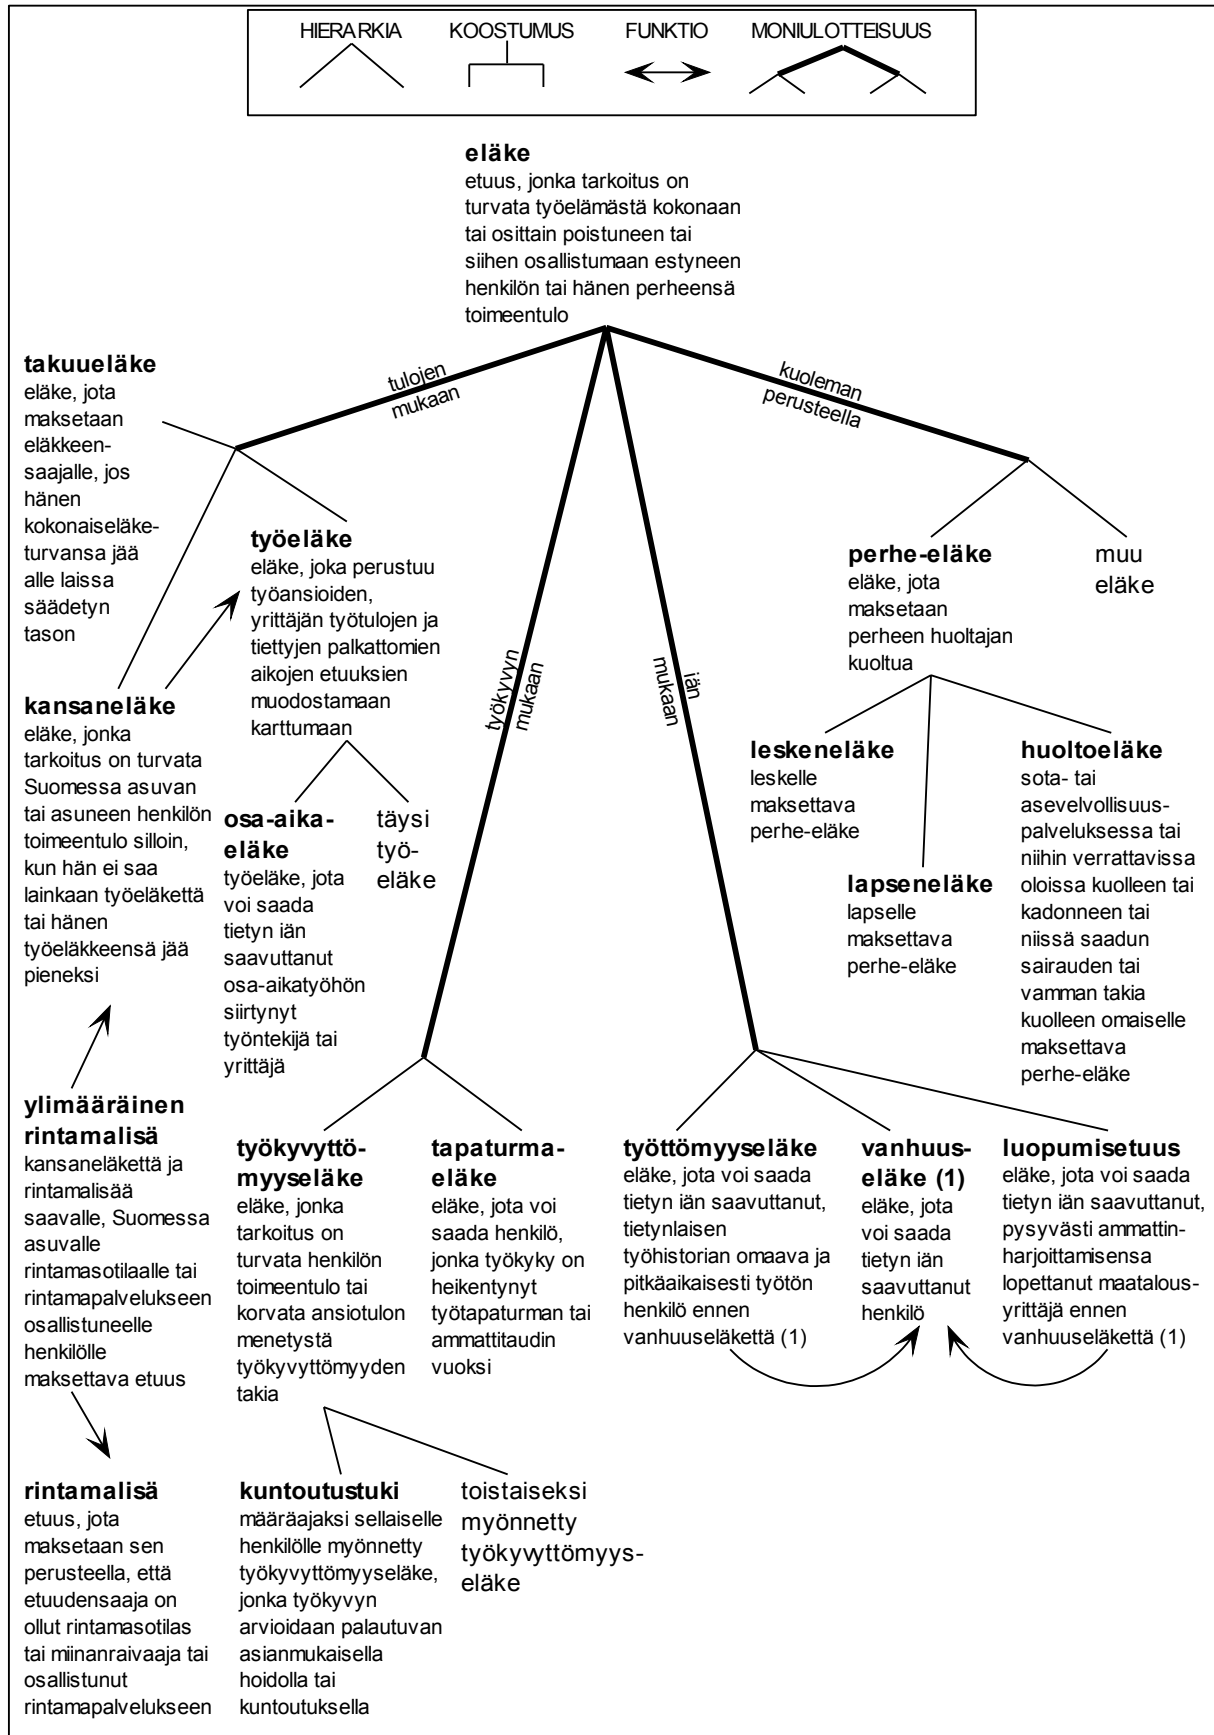 HIERARKIA
KOOSTUMUS
FUNKTIO
MONIULOTTEISUUS
eläke
etuus, jonka tarkoitus on
turvata työelämästä kokonaan
tai osittain poistuneen tai
siihen osallistumaan estyneen
henkilön tai hänen perheensä
toimeentulo
tulojen
mukaan
työkyvyn
mukaan
iän
mukaan
kuoleman
perusteella
takuueläke
eläke, jota
maksetaan
eläkkeen-
saajalle, jos
hänen
kokonaiseläke-
turvansa jää
alle laissa
säädetyn
tason
työeläke
eläke, joka perustuu
työansioiden,
yrittäjän työtulojen ja
tiettyjen palkattomien
aikojen etuuksien
muodostamaan
karttumaan
perhe-eläke
eläke, jota
maksetaan
perheen huoltajan
kuoltua
muu
eläke
kansaneläke
eläke, jonka
tarkoitus on turvata
Suomessa asuvan
tai asuneen henkilön
toimeentulo silloin,
kun hän ei saa
lainkaan työeläkettä
tai hänen
työeläkkeensä jää
pieneksi
osa-aika-
eläke
työeläke, jota
voi saada
tietyn iän
saavuttanut
osa-aikatyöhön
siirtynyt
työntekijä tai
yrittäjä
täysi
työ-
eläke
leskeneläke
leskelle
maksettava
perhe-eläke
lapseneläke
lapselle
maksettava
perhe-eläke
huoltoeläke
sota- tai
asevelvollisuus-
palveluksessa tai
niihin verrattavissa
oloissa kuolleen tai
kadonneen tai
niissä saadun
sairauden tai
vamman takia
kuolleen omaiselle
maksettava
perhe-eläke
ylimääräinen
rintamalisä
kansaneläkettä ja
rintamalisää
saavalle, Suomessa
asuvalle
rintamasotilaalle tai
rintamapalvelukseen
osallistuneelle
henkilölle
maksettava etuus
työkyvyttö-
myyseläke
eläke, jonka
tarkoitus on
turvata henkilön
toimeentulo tai
korvata ansiotulon
menetystä
työkyvyttömyyden
takia
tapaturma-
eläke
eläke, jota voi
saada henkilö,
jonka työkyky on
heikentynyt
työtapaturman tai
ammattitaudin
vuoksi
työttömyyseläke
eläke, jota voi saada
tietyn iän saavuttanut,
tietynlaisen
työhistorian omaava ja
pitkäaikaisesti työtön
henkilö ennen
vanhuuseläkettä (1)
vanhuus-
eläke (1)
eläke, jota
voi saada
tietyn iän
saavuttanut
henkilö
luopumisetuus
eläke, jota voi saada
tietyn iän saavuttanut,
pysyvästi ammattin-
harjoittamisensa
lopettanut maatalous-
yrittäjä ennen
vanhuuseläkettä (1)
rintamalisä
etuus, jota
maksetaan sen
perusteella, että
etuudensaaja on
ollut rintamasotilas
tai miinanraivaaja tai
osallistunut
rintamapalvelukseen
kuntoutustuki
määräajaksi sellaiselle
henkilölle myönnetty
työkyvyttömyyseläke,
jonka työkyvyn
arvioidaan palautuvan
asianmukaisella
hoidolla tai
kuntoutuksella
toistaiseksi
myönnetty
työkyvyttömyys-
eläke